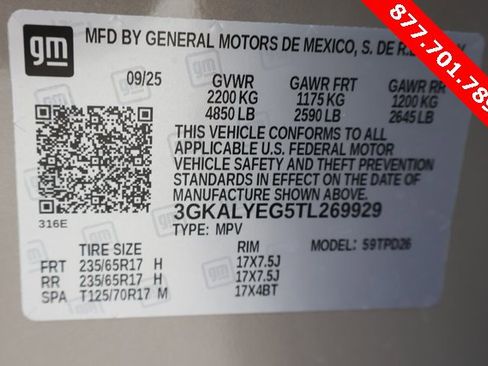 gm MFD BY GENERAL MOTORS DE MEXICO, S. DE R.L.
877.701.789
09/25 GVWR GAWR FRT GAWR RR
2200 KG 1175 KG 1200 KG
4850 LB 2590 LB 2645 LB
THIS VEHICLE CONFORMS TO ALL
APPLICABLE U.S. FEDERAL MOTOR
VEHICLE SAFETY AND THEFT PREVENTION
STANDARDS IN EFFECT ON THE DATE OF
MANUFACTURE SHOWN ABOVE.
3GKALYEG5TL269929
316E TYPE: MPV
TIRE SIZE RIM MODEL: 59TPD26
FRT 235/65R17 H 17X7.5J
RR 235/65R17 H 17X7.5J
SPA T125/70R17 M 17X4BT
gm